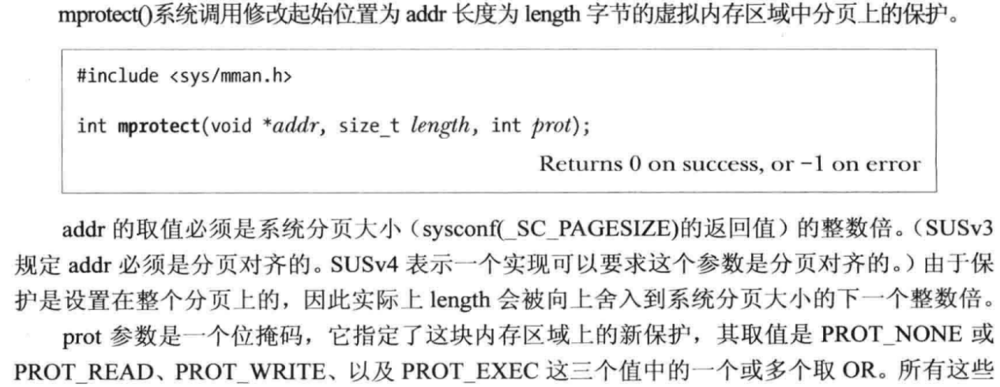 mprotect()系统调用修改起始位置为 addr 长度为 length 字节的虚拟内存区域中分页上的保护。
#include <sys/mman.h>
int mprotect(void *addr, size_t length, int prot);
Returns 0 on success, or −1 on error
addr 的取值必须是系统分页大小（sysconf(_SC_PAGESIZE)的返回值）的整数倍。（SUSv3
规定 addr 必须是分页对齐的。SUSv4 表示一个实现可以要求这个参数是分页对齐的。）由于保
护是设置在整个分页上的，因此实际上 length 会被向上舍入到系统分页大小的下一个整数倍。
prot 参数是一个位掩码，它指定了这块内存区域上的新保护，其取值是 PROT_NONE 或
PROT_READ、PROT_WRITE、以及 PROT_EXEC 这三个值中的一个或多个取 OR。所有这些